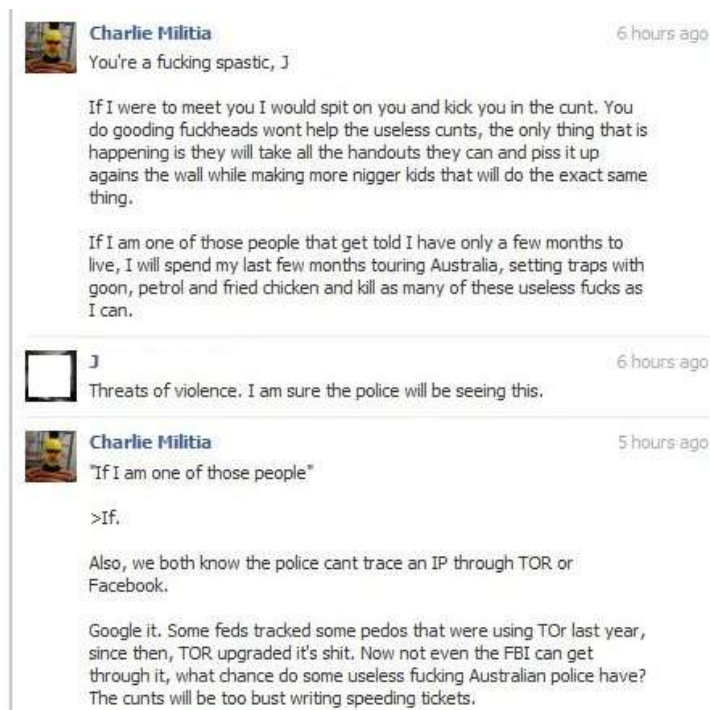 Charlie Militia 6 hours ago
You're a fucking spastic, J
If I were to meet you I would spit on you and kick you in the cunt. You
do gooding fuckheads wont help the useless cunts, the only thing that is
happening is they will take all the handouts they can and piss it up
agains the wall while making more nigger kids that will do the exact same
thing.
If I am one of those people that get told I have only a few months to
live, I will spend my last few months touring Australia, setting traps with
goon, petrol and fried chicken and kill as many of these useless fucks as
I can.
J 6 hours ago
Threats of violence. I am sure the police will be seeing this.
Charlie Militia 5 hours ago
"If I am one of those people"
>If.
Also, we both know the police cant trace an IP through TOR or
Facebook.
Google it. Some feds tracked some pedos that were using TOr last year,
since then, TOR upgraded it's shit. Now not even the FBI can get
through it, what chance do some useless fucking Australian police have?
The cunts will be too bust writing speeding tickets.